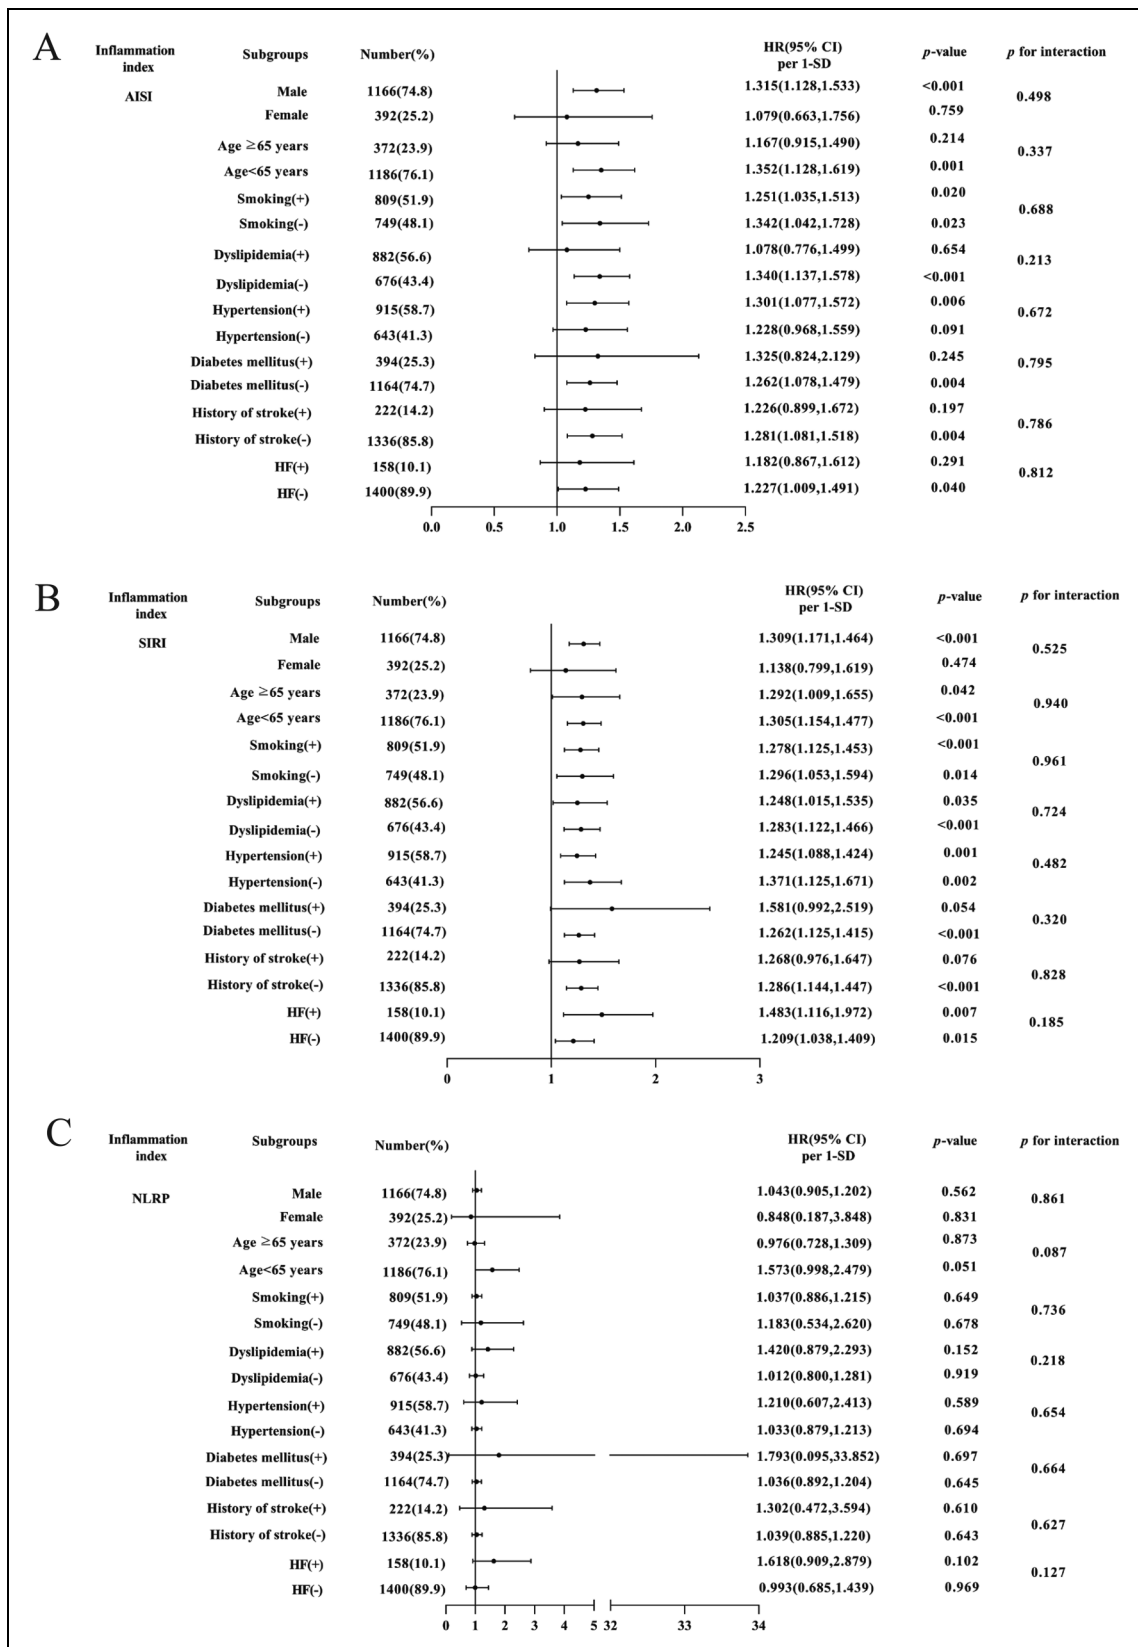 A
Inflammation index Subgroups Number(%) HR(95% CI) per 1-SD p-value p for interaction
AISI
Male 1166(74.8) 1.315(1.128,1.533) <0.001 0.498
Female 392(25.2) 1.079(0.663,1.756) 0.759
Age ≥65 years 372(23.9) 1.167(0.915,1.490) 0.214 0.337
Age<65 years 1186(76.1) 1.352(1.128,1.619) 0.001
Smoking(+) 809(51.9) 1.251(1.035,1.513) 0.020 0.688
Smoking(-) 749(48.1) 1.342(1.042,1.728) 0.023
Dyslipidemia(+) 882(56.6) 1.078(0.776,1.499) 0.654 0.213
Dyslipidemia(-) 676(43.4) 1.340(1.137,1.578) <0.001
Hypertension(+) 915(58.7) 1.301(1.077,1.572) 0.006 0.672
Hypertension(-) 643(41.3) 1.228(0.968,1.559) 0.091
Diabetes mellitus(+) 394(25.3) 1.325(0.824,2.129) 0.245 0.795
Diabetes mellitus(-) 1164(74.7) 1.262(1.078,1.479) 0.004
History of stroke(+) 222(14.2) 1.226(0.899,1.672) 0.197 0.786
History of stroke(-) 1336(85.8) 1.281(1.081,1.518) 0.004
HF(+) 158(10.1) 1.182(0.867,1.612) 0.291 0.812
HF(-) 1400(89.9) 1.227(1.009,1.491) 0.040
0.0 0.5 1.0 1.5 2.0 2.5
B
Inflammation index Subgroups Number(%) HR(95% CI) per 1-SD p-value p for interaction
SIRI
Male 1166(74.8) 1.309(1.171,1.464) <0.001 0.525
Female 392(25.2) 1.138(0.799,1.619) 0.474
Age ≥65 years 372(23.9) 1.292(1.009,1.655) 0.042 0.940
Age<65 years 1186(76.1) 1.305(1.154,1.477) <0.001
Smoking(+) 809(51.9) 1.278(1.125,1.453) <0.001 0.961
Smoking(-) 749(48.1) 1.296(1.053,1.594) 0.014
Dyslipidemia(+) 882(56.6) 1.248(1.015,1.535) 0.035 0.724
Dyslipidemia(-) 676(43.4) 1.283(1.122,1.466) <0.001
Hypertension(+) 915(58.7) 1.245(1.088,1.424) 0.001 0.482
Hypertension(-) 643(41.3) 1.371(1.125,1.671) 0.002
Diabetes mellitus(+) 394(25.3) 1.581(0.992,2.519) 0.054 0.320
Diabetes mellitus(-) 1164(74.7) 1.262(1.125,1.415) <0.001
History of stroke(+) 222(14.2) 1.268(0.976,1.647) 0.076 0.828
History of stroke(-) 1336(85.8) 1.286(1.144,1.447) <0.001
HF(+) 158(10.1) 1.483(1.116,1.972) 0.007 0.185
HF(-) 1400(89.9) 1.209(1.038,1.409) 0.015
0 1 2 3
C
Inflammation index Subgroups Number(%) HR(95% CI) per 1-SD p-value p for interaction
NLRP
Male 1166(74.8) 1.043(0.905,1.202) 0.562 0.861
Female 392(25.2) 0.848(0.187,3.848) 0.831
Age ≥65 years 372(23.9) 0.976(0.728,1.309) 0.873 0.087
Age<65 years 1186(76.1) 1.573(0.998,2.479) 0.051
Smoking(+) 809(51.9) 1.037(0.886,1.215) 0.649 0.736
Smoking(-) 749(48.1) 1.183(0.534,2.620) 0.678
Dyslipidemia(+) 882(56.6) 1.420(0.879,2.293) 0.152 0.218
Dyslipidemia(-) 676(43.4) 1.012(0.800,1.281) 0.919
Hypertension(+) 915(58.7) 1.210(0.607,2.413) 0.589 0.654
Hypertension(-) 643(41.3) 1.033(0.879,1.213) 0.694
Diabetes mellitus(+) 394(25.3) 1.793(0.095,33.852) 0.697 0.664
Diabetes mellitus(-) 1164(74.7) 1.036(0.892,1.204) 0.645
History of stroke(+) 222(14.2) 1.302(0.472,3.594) 0.610 0.627
History of stroke(-) 1336(85.8) 1.039(0.885,1.220) 0.643
HF(+) 158(10.1) 1.618(0.909,2.879) 0.102 0.127
HF(-) 1400(89.9) 0.993(0.685,1.439) 0.969
0 1 2 3 4 5 32 33 34